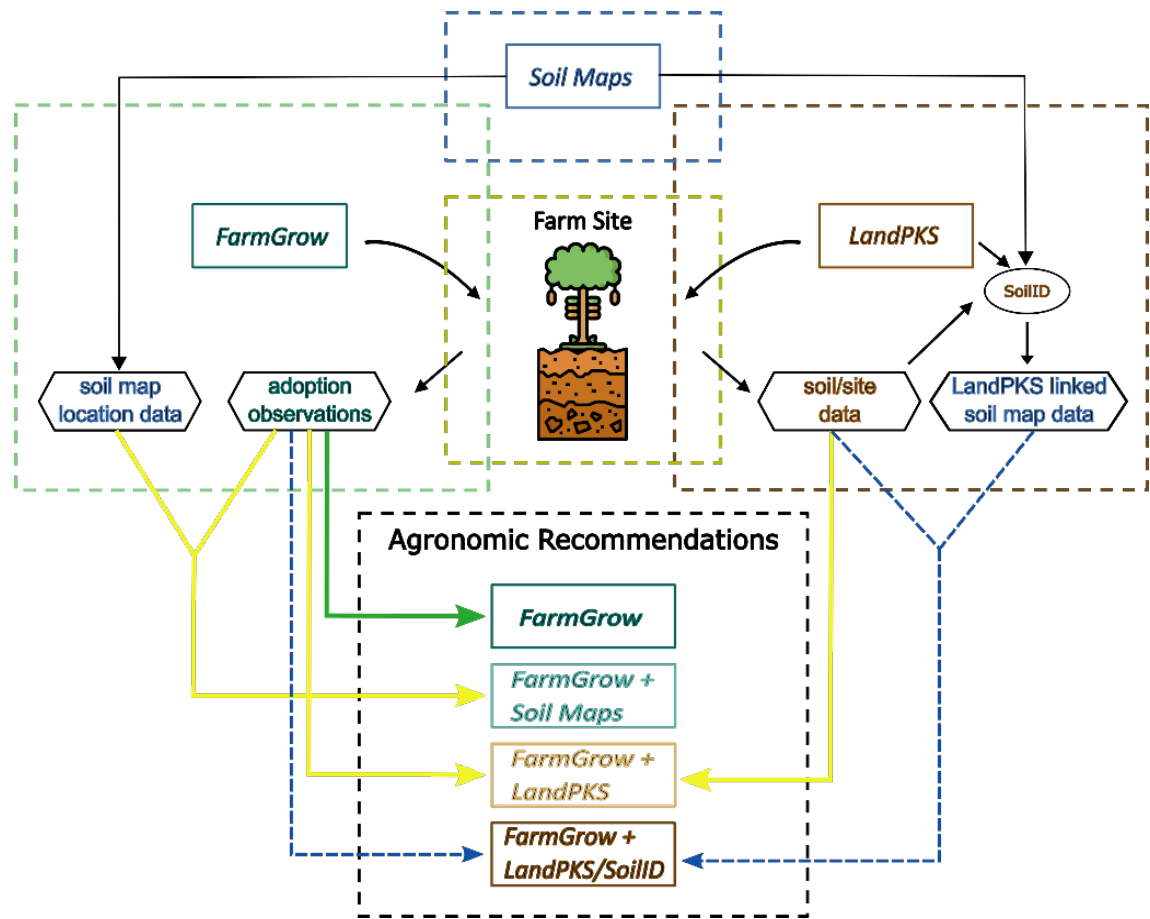 Soil Maps
Farm Site
FarmGrow
LandPKS
SoilID
soil map
location data
adoption
observations
soil/site
data
LandPKS linked
soil map data
Agronomic Recommendations
FarmGrow
FarmGrow +
Soil Maps
FarmGrow +
LandPKS
FarmGrow +
LandPKS/SoilID